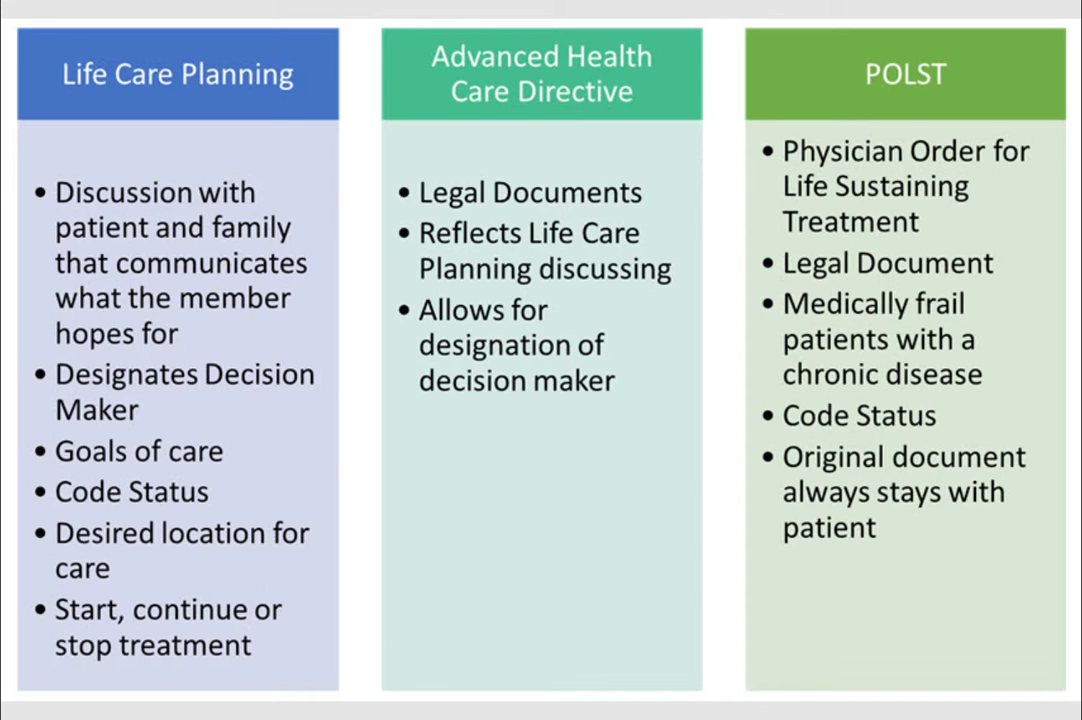 Life Care Planning
• Discussion with
patient and family
that communicates
what the member
hopes for
• Designates Decision
Maker
• Goals of care
• Code Status
• Desired location for
care
• Start, continue or
stop treatment
Advanced Health
Care Directive
• Legal Documents
• Reflects Life Care
Planning discussing
• Allows for
designation of
decision maker
POLST
• Physician Order for
Life Sustaining
Treatment
• Legal Document
• Medically frail
patients with a
chronic disease
• Code Status
• Original document
always stays with
patient